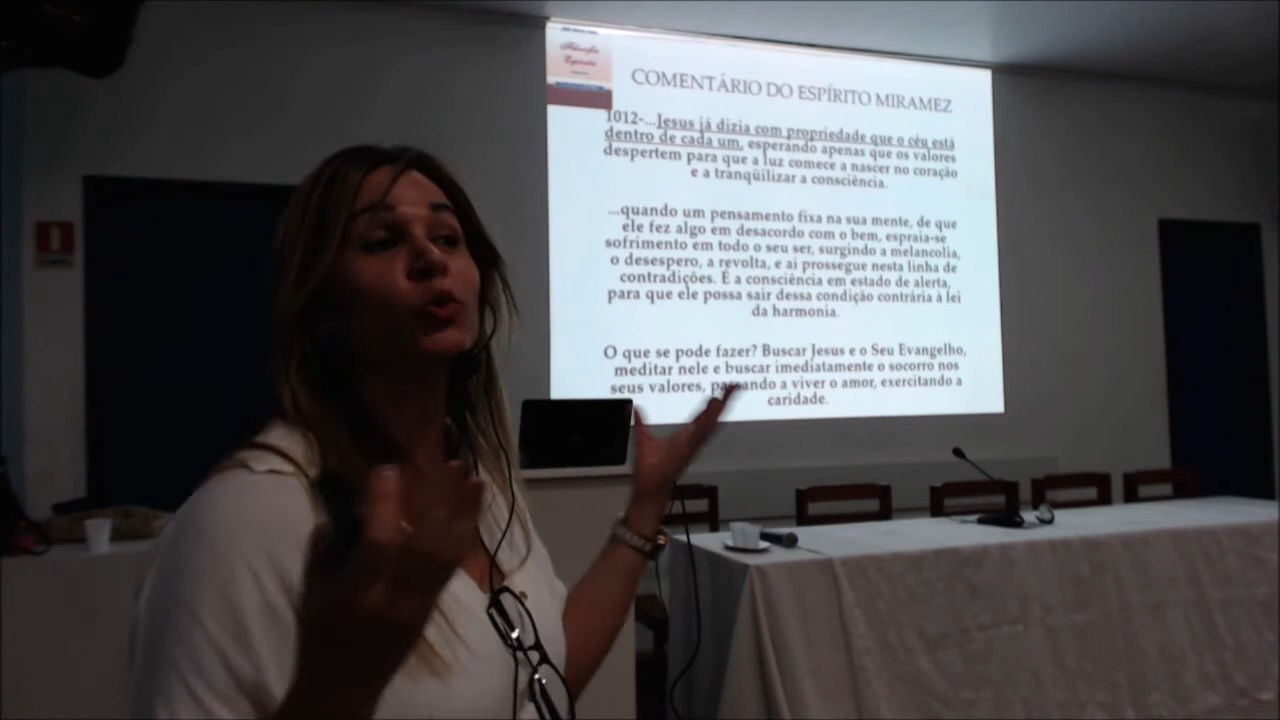 Filosofia
Espírita
COMENTÁRIO DO ESPÍRITO MIRAMEZ
1012-...Jesus já dizia com propriedade que o céu está
dentro de cada um, esperando apenas que os valores
despertem para que a luz comece a nascer no coração
e a tranqüilizar a consciência.
...quando um pensamento fixa na sua mente, de que
ele fez algo em desacordo com o bem, espraia-se
sofrimento em todo o seu ser, surgindo a melancolia,
o desespero, a revolta, e ai prossegue nesta linha de
contradições. É a consciência em estado de alerta,
para que ele possa sair dessa condição contrária à lei
da harmonia.
O que se pode fazer? Buscar Jesus e o Seu Evangelho,
meditar nele e buscar imediatamente o socorro nos
seus valores, passando a viver o amor, exercitando a
caridade.